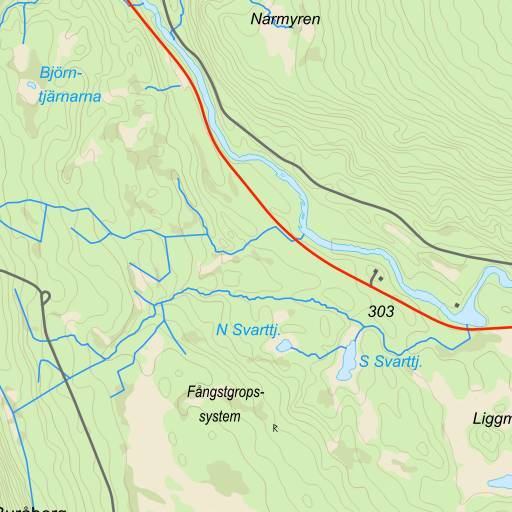 Närmyren
Björn-
tjärnarna
303
N Svarttj.
S Svarttj.
Fångstgrops-
system
R
Liggm